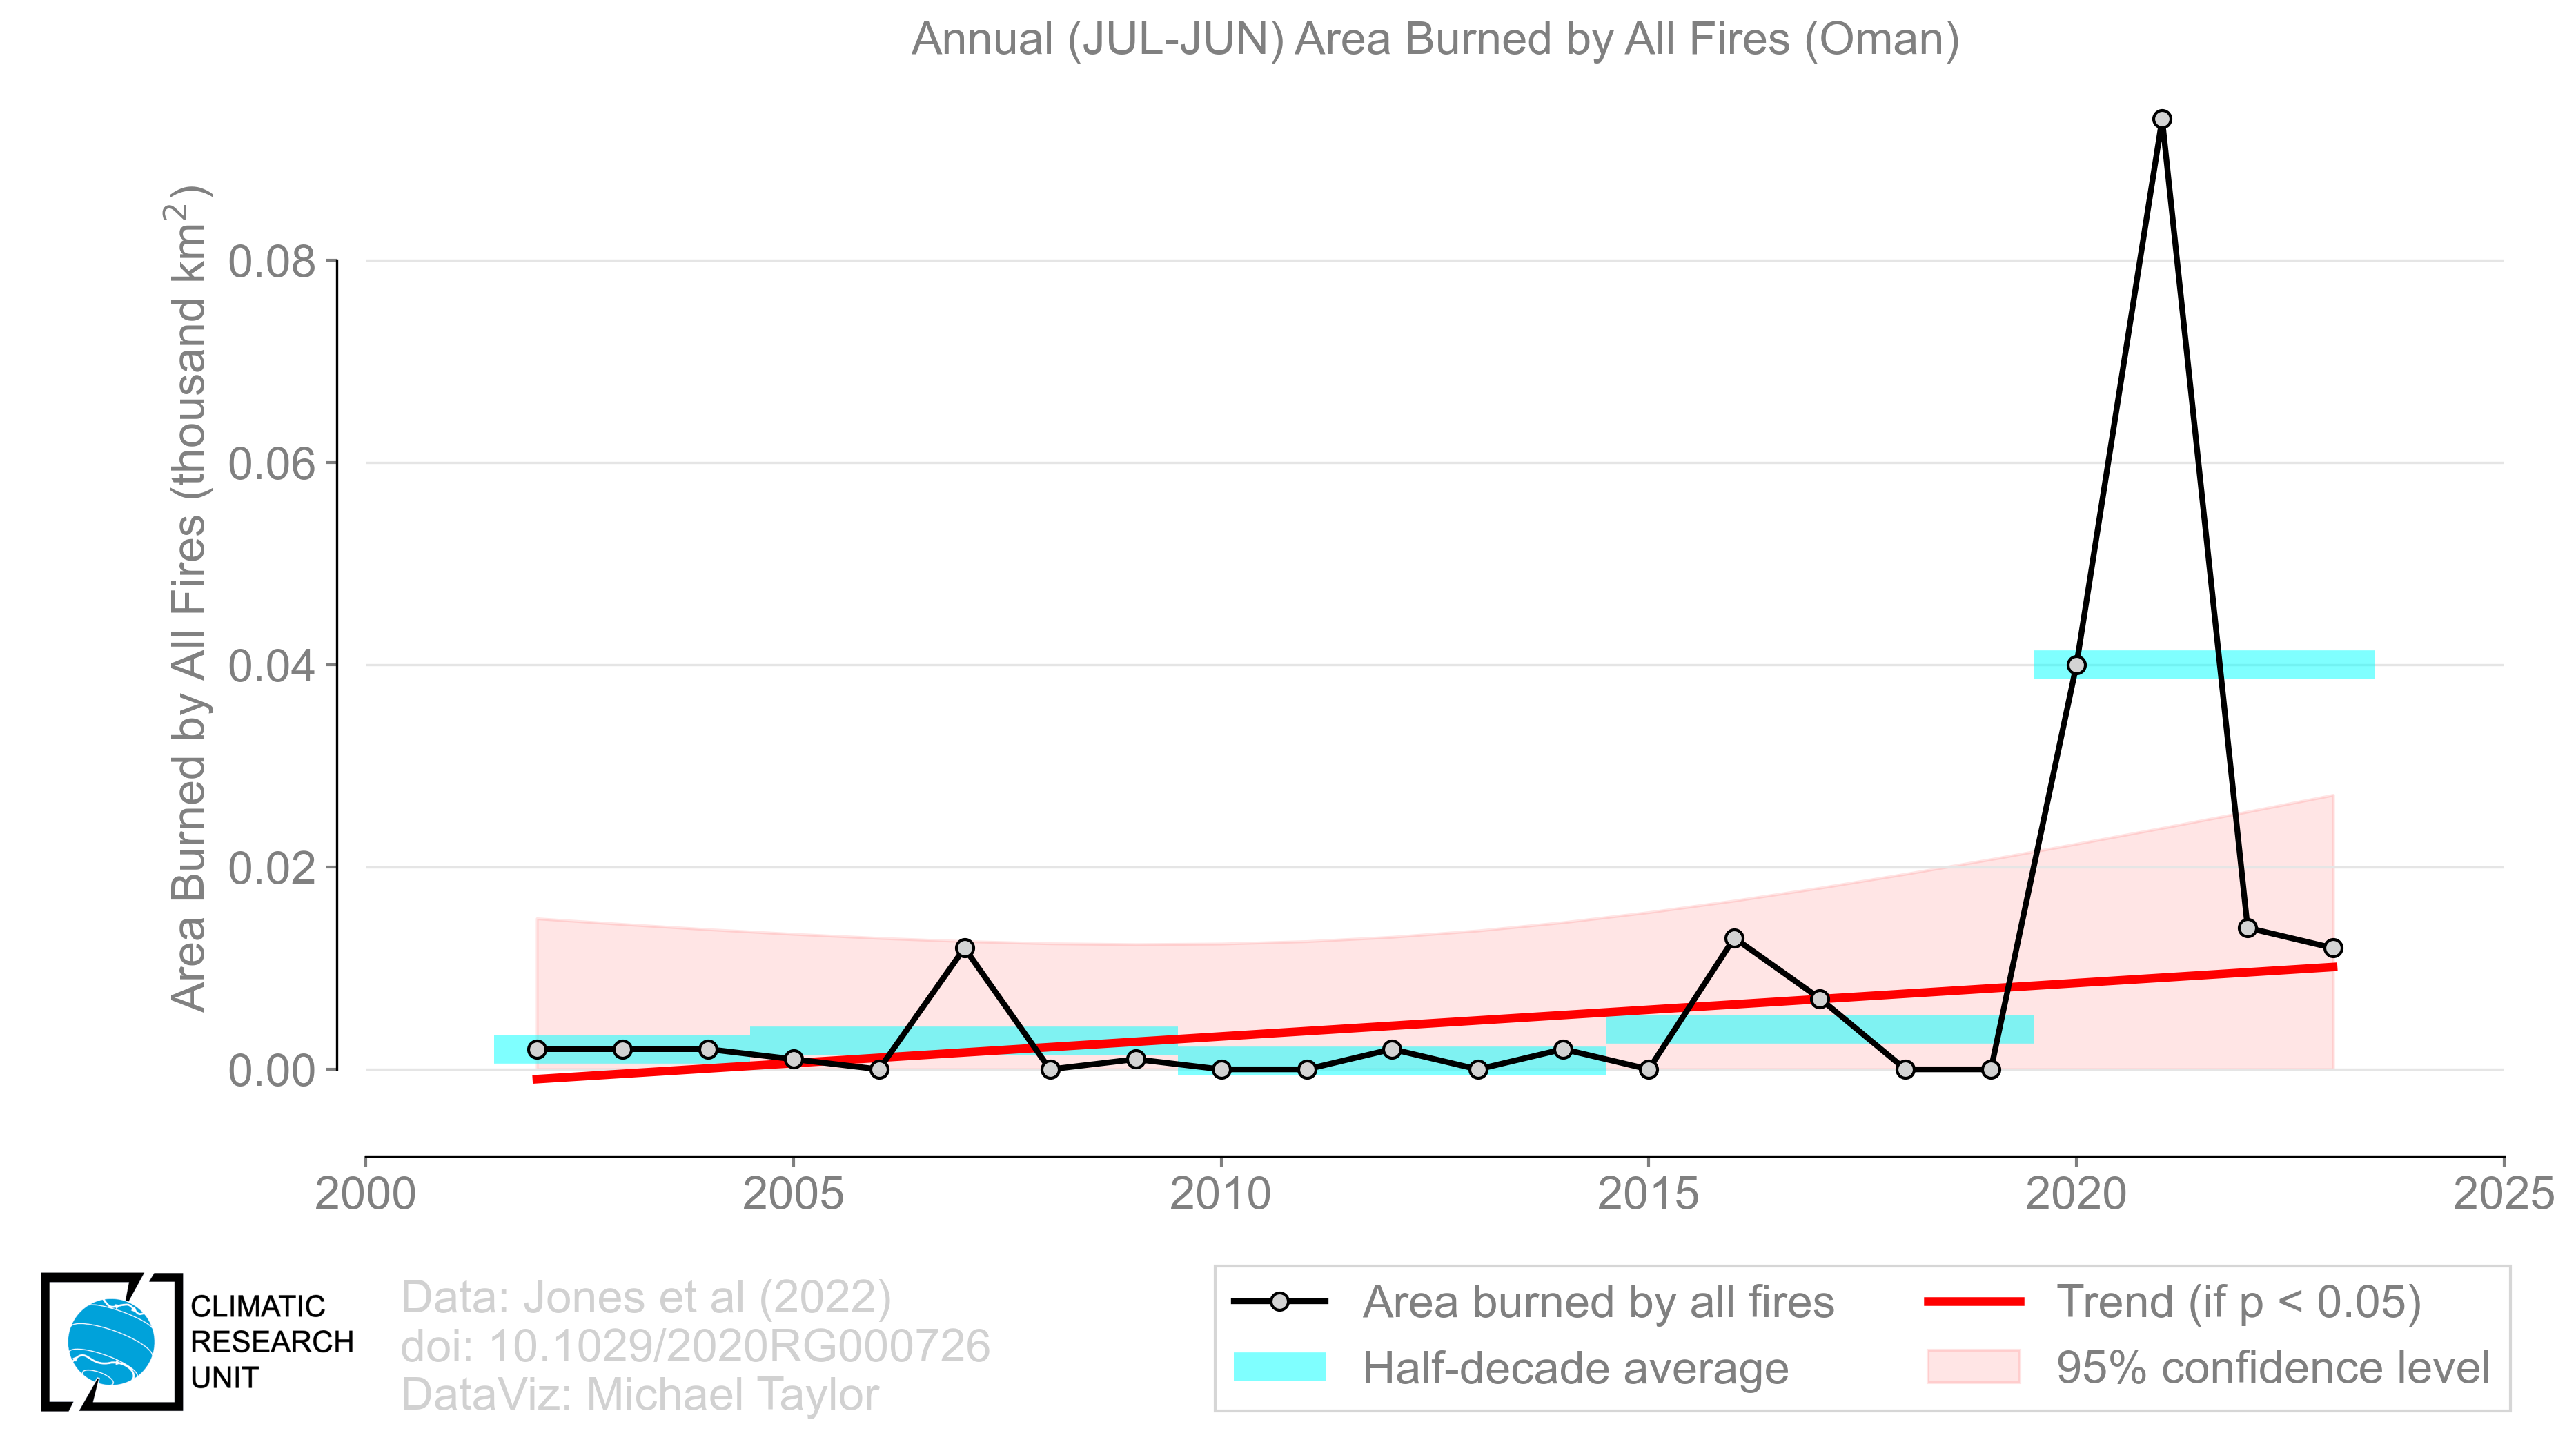 Annual (JUL-JUN) Area Burned by All Fires (Oman)
Area Burned by All Fires (thousand km²)
0.08
0.06
0.04
0.02
0.00
2000 2005 2010 2015 2020 2025
CLIMATIC
RESEARCH
UNIT
Data: Jones et al (2022)
doi: 10.1029/2020RG000726
DataViz: Michael Taylor
Area burned by all fires
Half-decade average
Trend (if p < 0.05)
95% confidence level